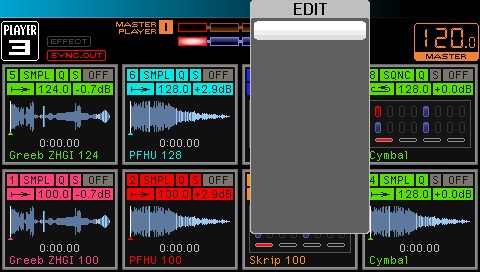 EDIT
PLAYER
3
EFFECT
SYNC.OUT
MASTER
PLAYER 1
120.0
MASTER
5 SMPL Q S OFF
124.0 -0.7dB
0:00.00
Greeb ZHGI 124
6 SMPL Q S OFF
128.0 +2.9dB
0:00.00
PFHU 128
8 SQNC Q S OFF
128.0 +0.0dB
Cymbal
1 SMPL Q S OFF
100.0 -0.7dB
0:00.00
Greeb ZHGI 100
2 SMPL Q S OFF
100.0 +2.9dB
0:00.00
PFHU 100
Skrip 100
4 SMPL Q S OFF
128.0 +0.0dB
0:00.00
Cymbal